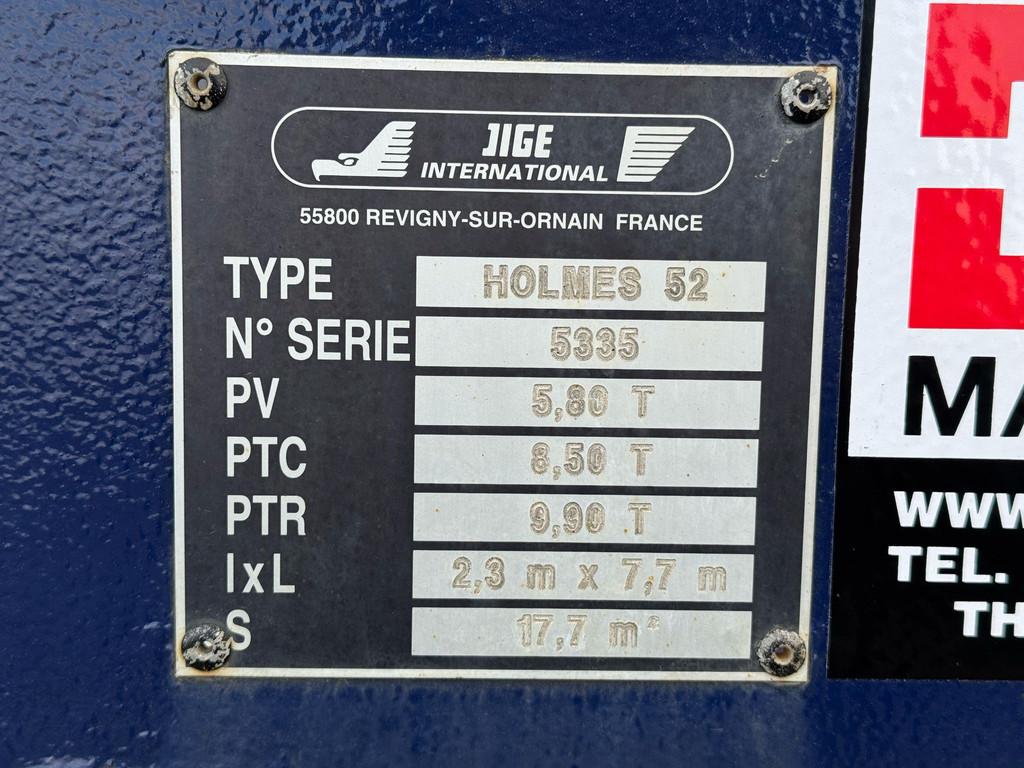 JIGE
INTERNATIONAL
55800 REVIGNY-SUR-ORNAIN FRANCE
TYPE HOLMES 52
N° SERIE 5335
PV 5,80 T
PTC 8,50 T
PTR 9,90 T
lxL 2,3 m x 7,7 m
S 17,7 m²
MA
WWW
TEL.
TH